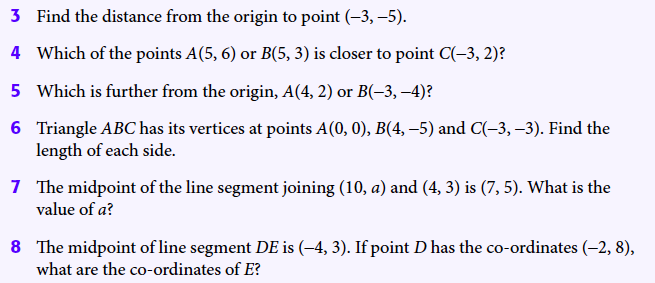 3 Find the distance from the origin to point (–3, –5).
4 Which of the points A(5, 6) or B(5, 3) is closer to point C(–3, 2)?
5 Which is further from the origin, A(4, 2) or B(–3, –4)?
6 Triangle ABC has its vertices at points A(0, 0), B(4, –5) and C(–3, –3). Find the
length of each side.
7 The midpoint of the line segment joining (10, a) and (4, 3) is (7, 5). What is the
value of a?
8 The midpoint of line segment DE is (–4, 3). If point D has the co-ordinates (–2, 8),
what are the co-ordinates of E?